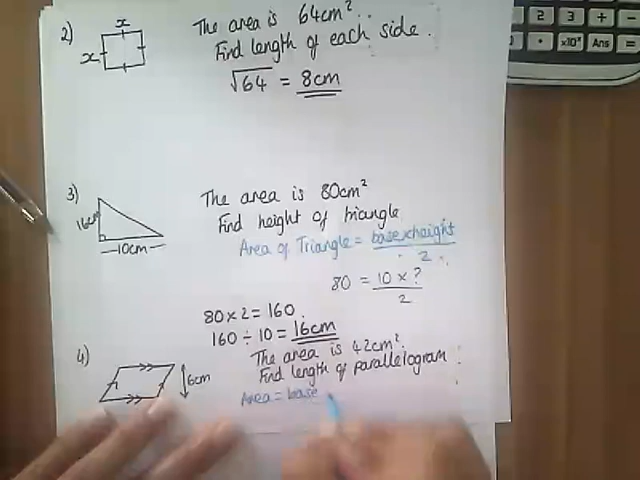 2) x
x
The area is 64cm².
Find length of each side.
√64 = 8cm
3)
16cm
10cm
The area is 80cm²
Find height of triangle
Area of Triangle = base x height
2
80 = 10 x ?
2
80 x 2 = 160
160 ÷ 10 = 16cm
4)
6cm
The area is 42cm².
Find length of parallelogram
Area = base
2 3 + -
0 . x10ˣ Ans =